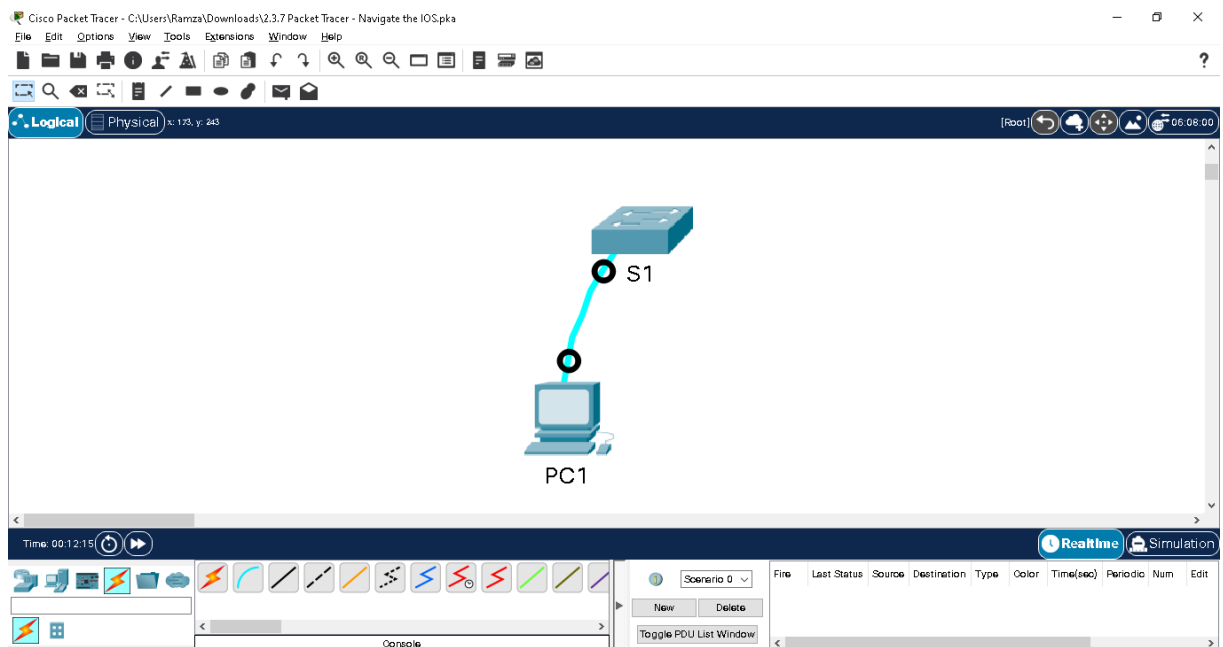 Cisco Packet Tracer - C:\Users\Ramza\Downloads\2.3.7 Packet Tracer - Navigate the IOS.pka
File Edit Options View Tools Extensions Window Help
Logical Physical x: 173, y: 243 [Root] 06:08:00
S1
PC1
Time: 00:12:15 Realtime Simulation
Scenario 0 Fire Last Status Source Destination Type Color Time(sec) Periodic Num Edit
New Delete
Toggle PDU List Window
Console